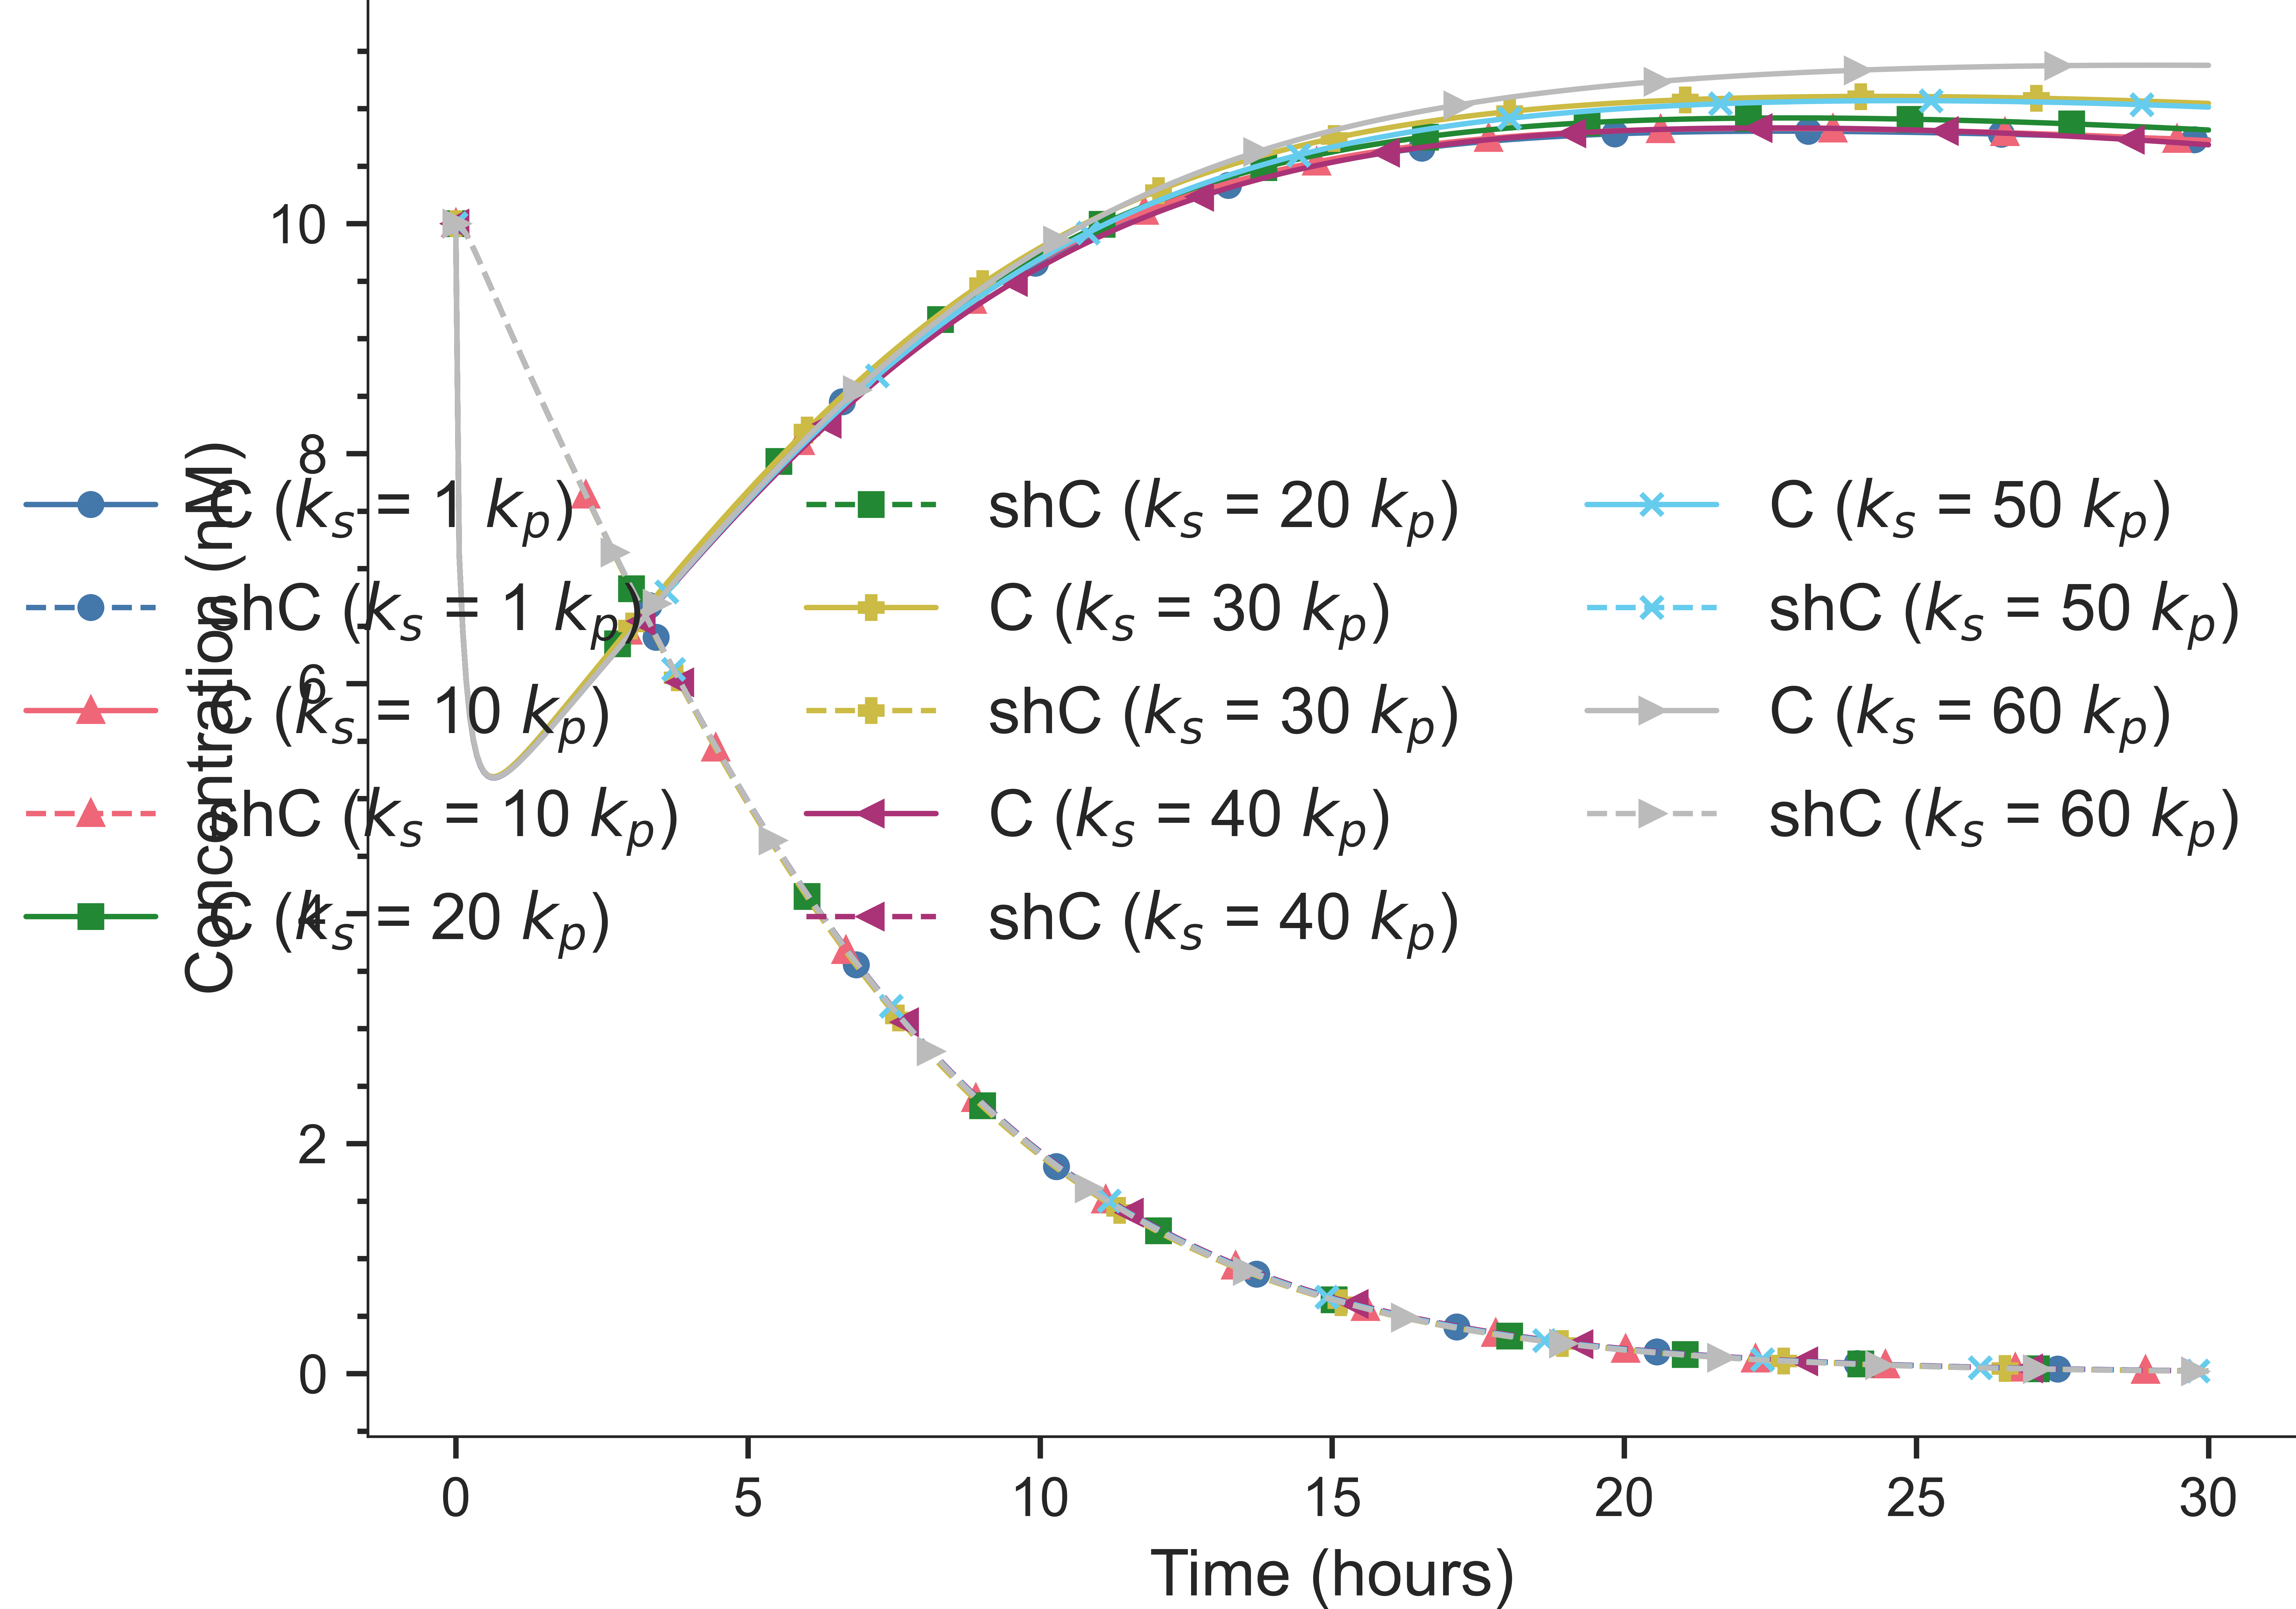 Concentration (nM)
10
8
6
4
2
0
C (kₛ = 1 kₚ)
shC (kₛ = 1 kₚ)
C (kₛ = 10 kₚ)
shC (kₛ = 10 kₚ)
C (kₛ = 20 kₚ)
shC (kₛ = 20 kₚ)
C (kₛ = 30 kₚ)
shC (kₛ = 30 kₚ)
C (kₛ = 40 kₚ)
shC (kₛ = 40 kₚ)
C (kₛ = 50 kₚ)
shC (kₛ = 50 kₚ)
C (kₛ = 60 kₚ)
shC (kₛ = 60 kₚ)
0 5 10 15 20 25 30
Time (hours)